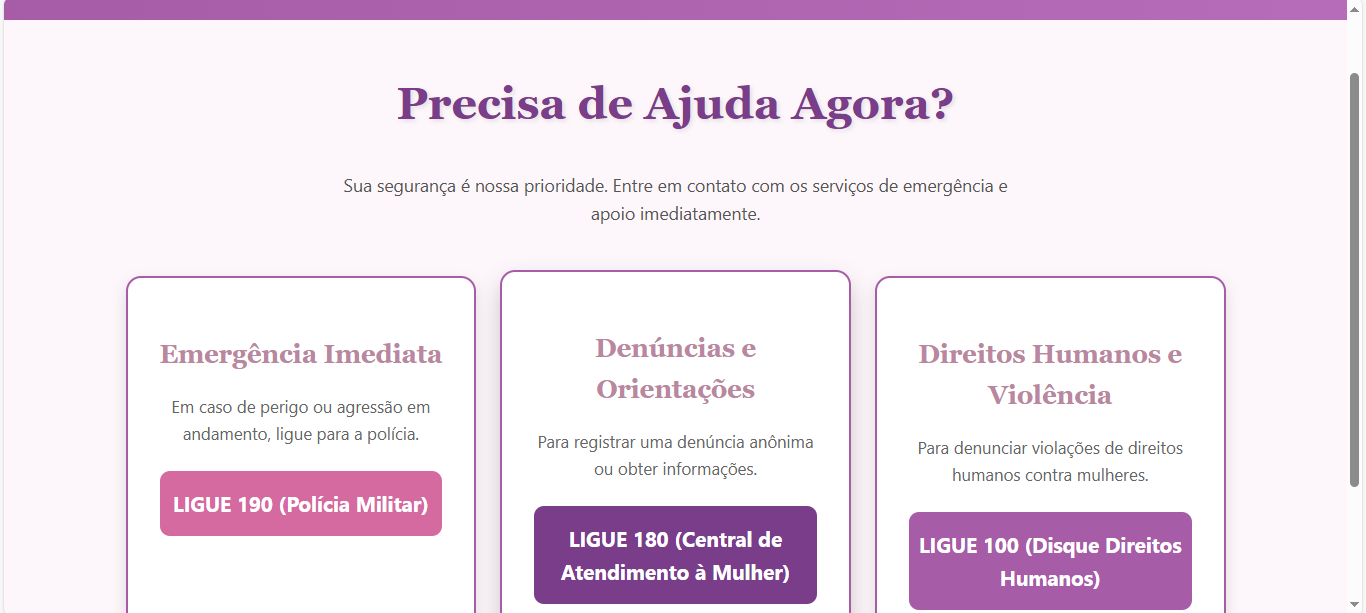 Precisa de Ajuda Agora?
Sua segurança é nossa prioridade. Entre em contato com os serviços de emergência e
apoio imediatamente.
Emergência Imediata
Em caso de perigo ou agressão em
andamento, ligue para a polícia.
LIGUE 190 (Polícia Militar)
Denúncias e
Orientações
Para registrar uma denúncia anônima
ou obter informações.
LIGUE 180 (Central de
Atendimento à Mulher)
Direitos Humanos e
Violência
Para denunciar violações de direitos
humanos contra mulheres.
LIGUE 100 (Disque Direitos
Humanos)